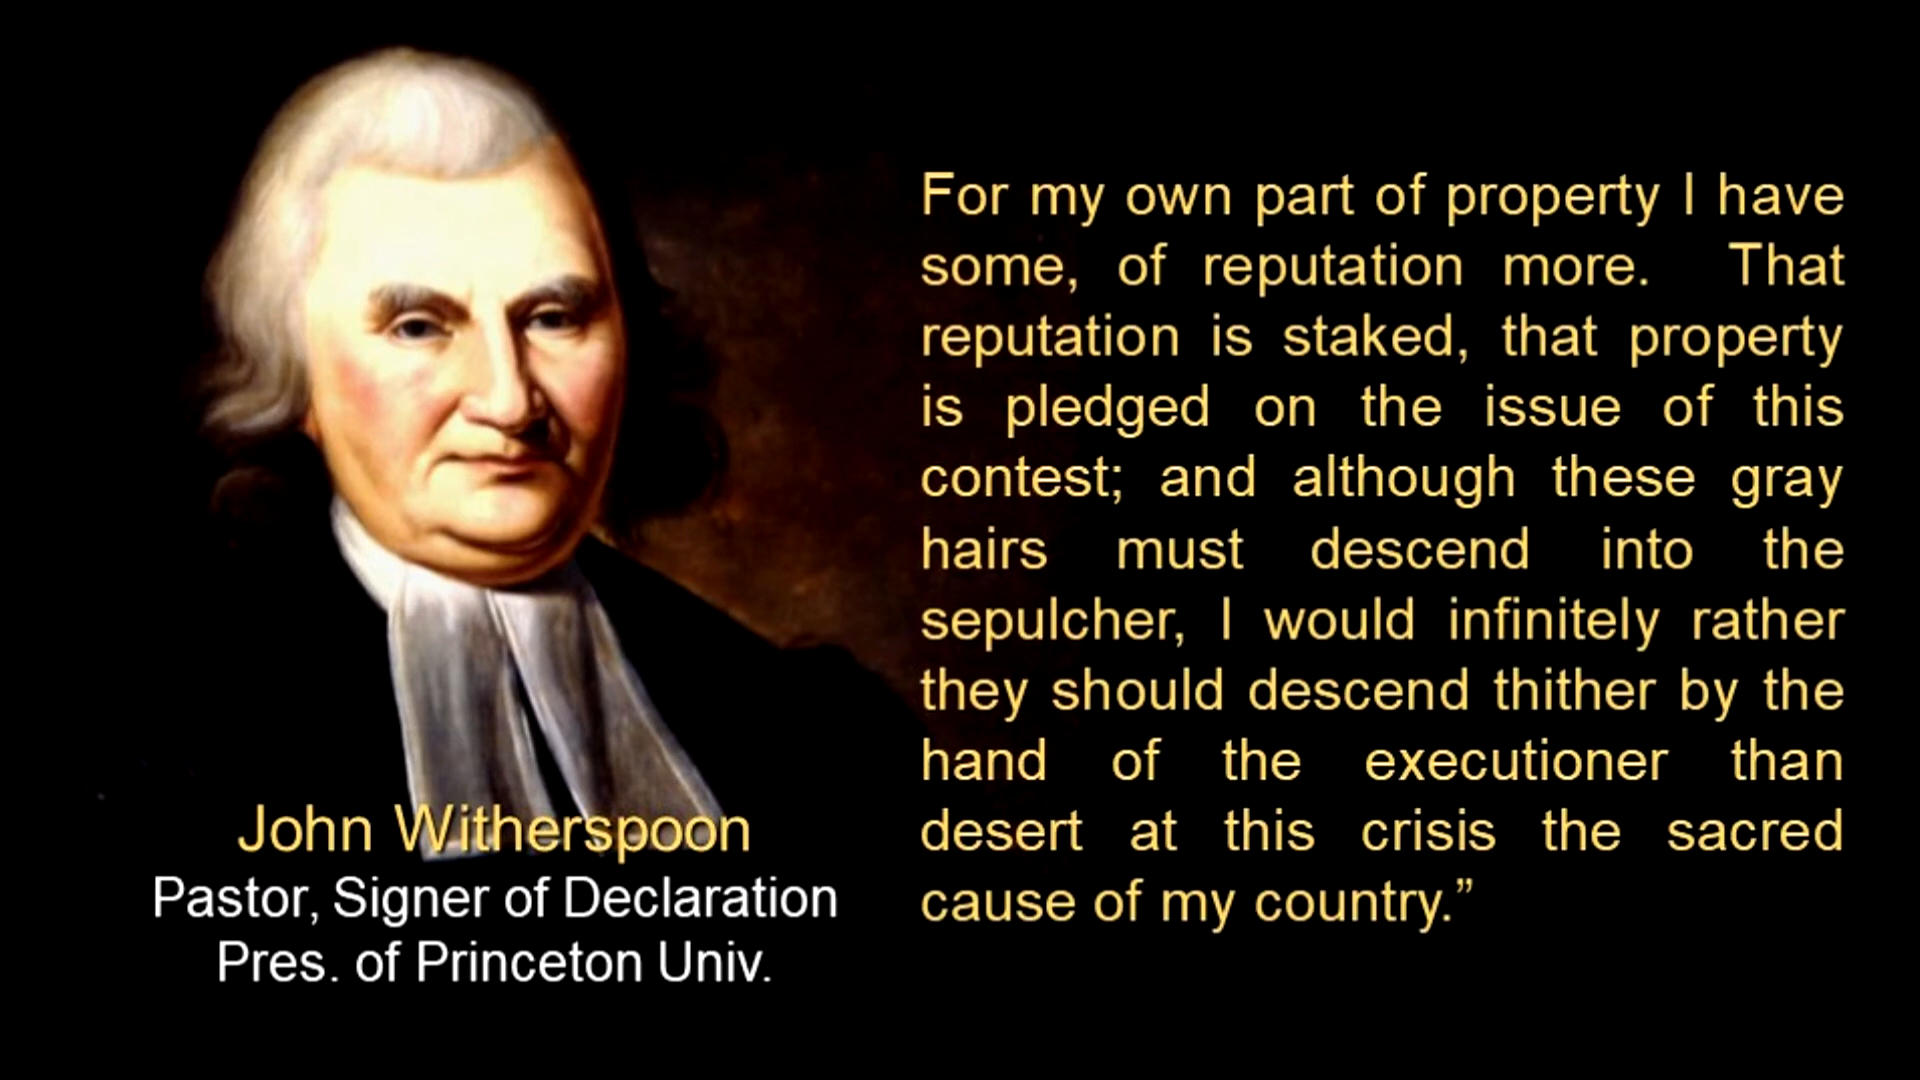 For my own part of property I have
some, of reputation more. That
reputation is staked, that property
is pledged on the issue of this
contest; and although these gray
hairs must descend into the
sepulcher, I would infinitely rather
they should descend thither by the
hand of the executioner than
desert at this crisis the sacred
cause of my country.”
John Witherspoon
Pastor, Signer of Declaration
Pres. of Princeton Univ.